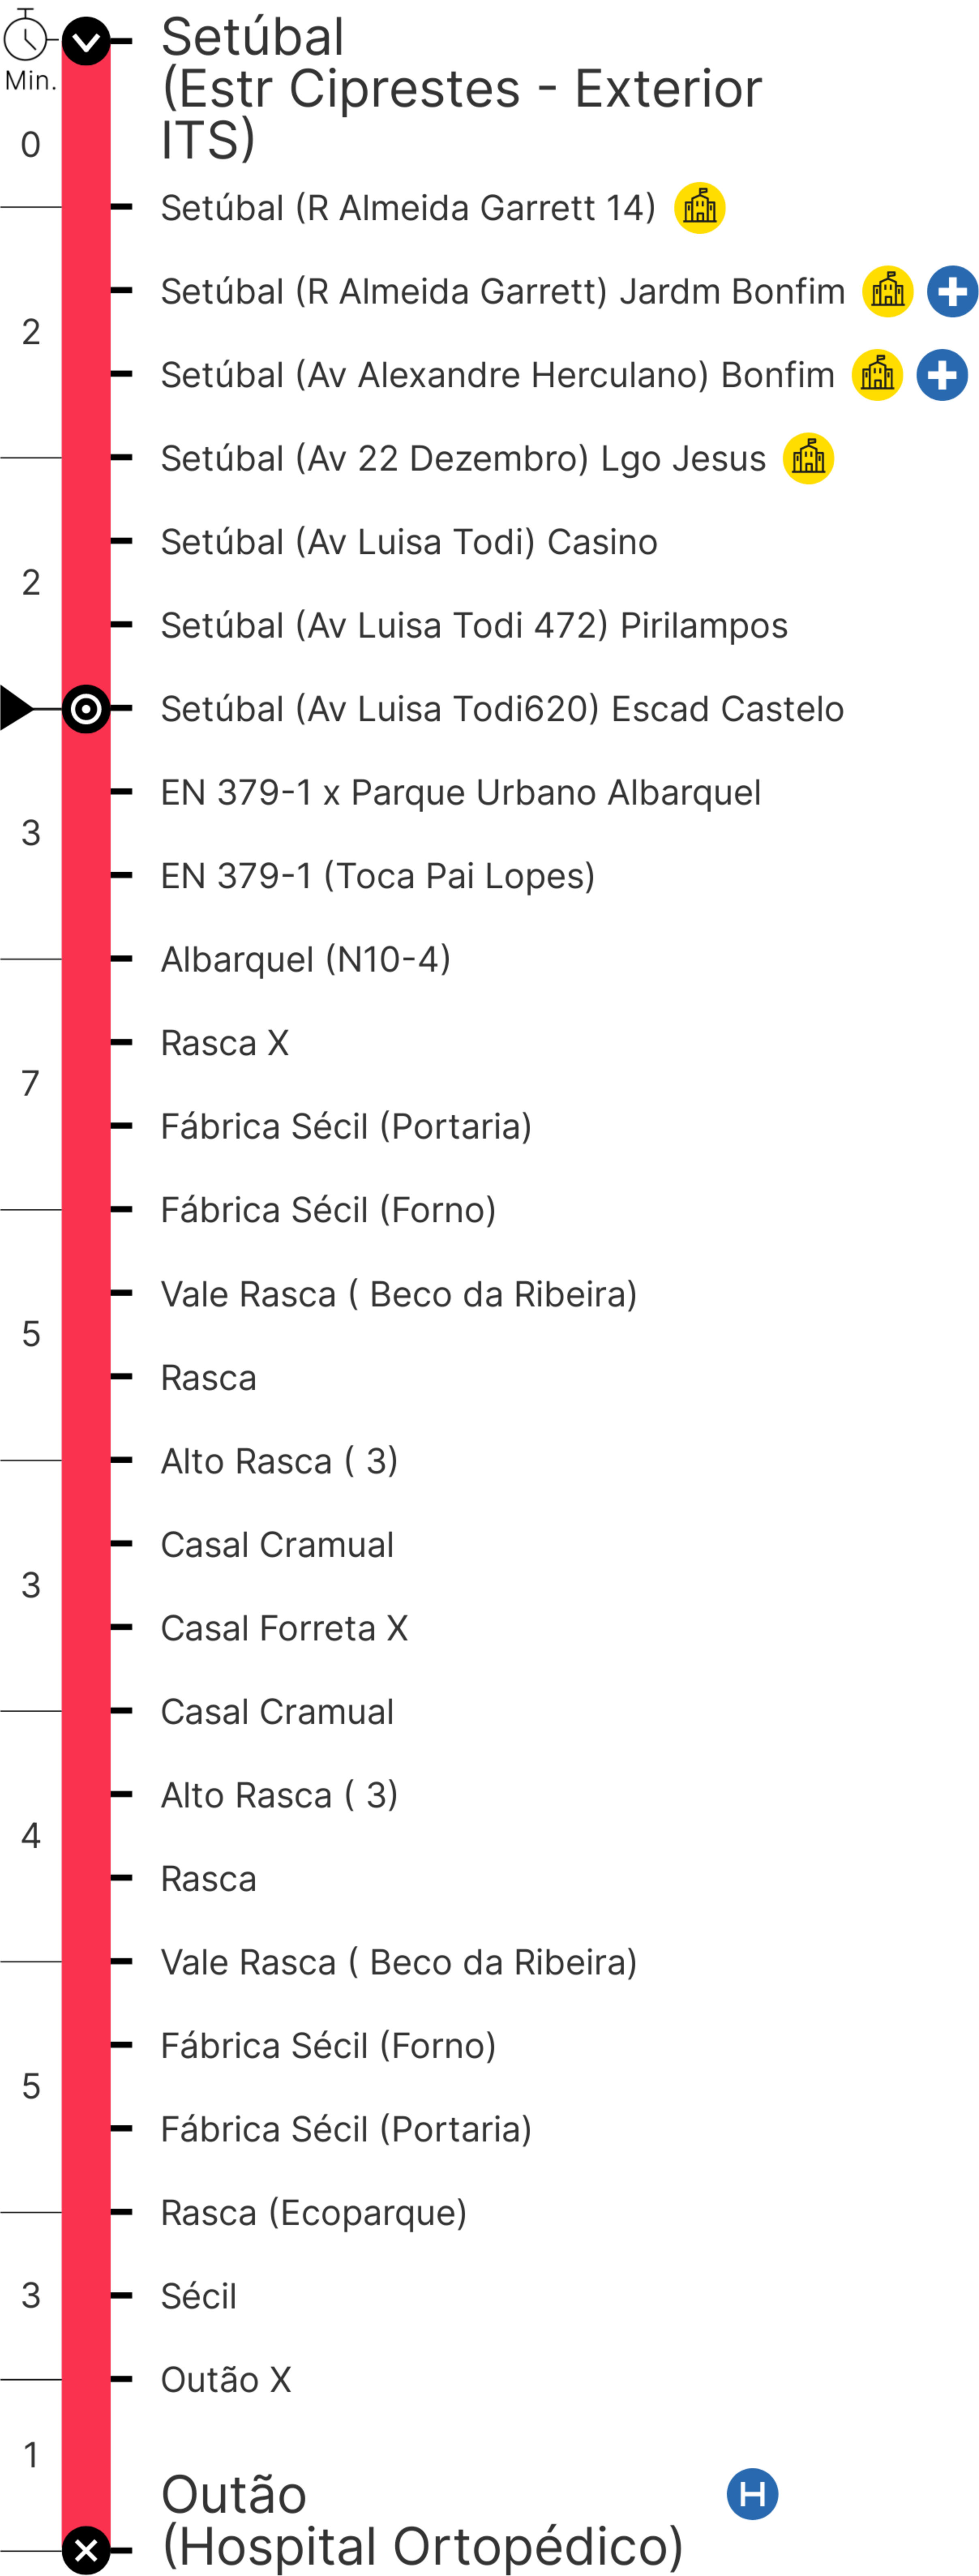 Setúbal
(Estr Ciprestes - Exterior
ITS)
Min.
0
Setúbal (R Almeida Garrett 14)
Setúbal (R Almeida Garrett) Jardm Bonfim
2
Setúbal (Av Alexandre Herculano) Bonfim
Setúbal (Av 22 Dezembro) Lgo Jesus
Setúbal (Av Luisa Todi) Casino
2
Setúbal (Av Luisa Todi 472) Pirilampos
Setúbal (Av Luisa Todi620) Escad Castelo
EN 379-1 x Parque Urbano Albarquel
3
EN 379-1 (Toca Pai Lopes)
Albarquel (N10-4)
Rasca X
7
Fábrica Sécil (Portaria)
Fábrica Sécil (Forno)
Vale Rasca ( Beco da Ribeira)
5
Rasca
Alto Rasca ( 3)
Casal Cramual
3
Casal Forreta X
Casal Cramual
Alto Rasca ( 3)
4
Rasca
Vale Rasca ( Beco da Ribeira)
Fábrica Sécil (Forno)
5
Fábrica Sécil (Portaria)
Rasca (Ecoparque)
3
Sécil
Outão X
1
Outão
H
(Hospital Ortopédico)